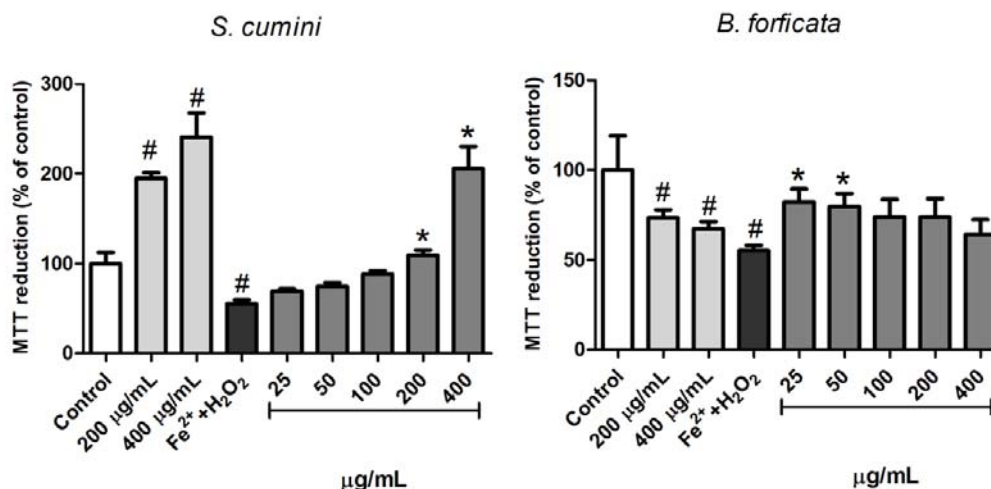 S. cumini
MTT reduction (% of control)
300
200
100
0
#
#
#
*
*
Control
200 µg/mL
400 µg/mL
Fe²⁺+H₂O₂
25
50
100
200
400
µg/mL
B. forficata
MTT reduction (% of control)
150
100
50
0
#
#
#
*
*
Control
200 µg/mL
400 µg/mL
Fe²⁺+H₂O₂
25
50
100
200
400
µg/mL